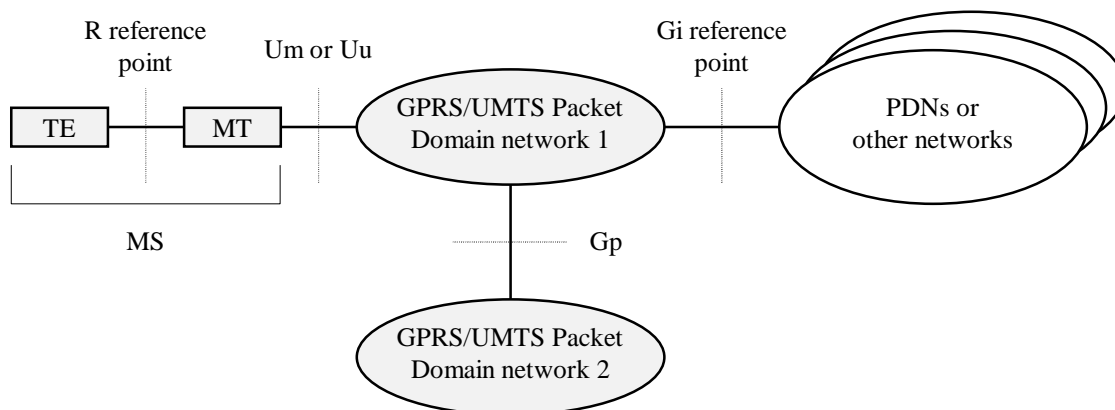 R reference
point
Um or Uu
Gi reference
point
TE
MT
GPRS/UMTS Packet
Domain network 1
PDNs or
other networks
MS
Gp
GPRS/UMTS Packet
Domain network 2